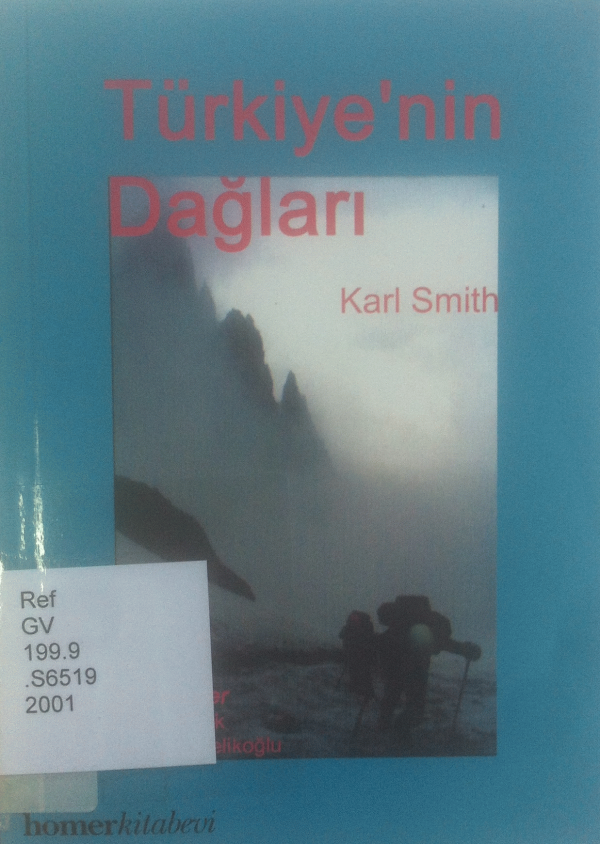 Türkiye'nin
Dağları
Karl Smith
Ref
GV
199.9
.S6519
2001
homerkitabevi